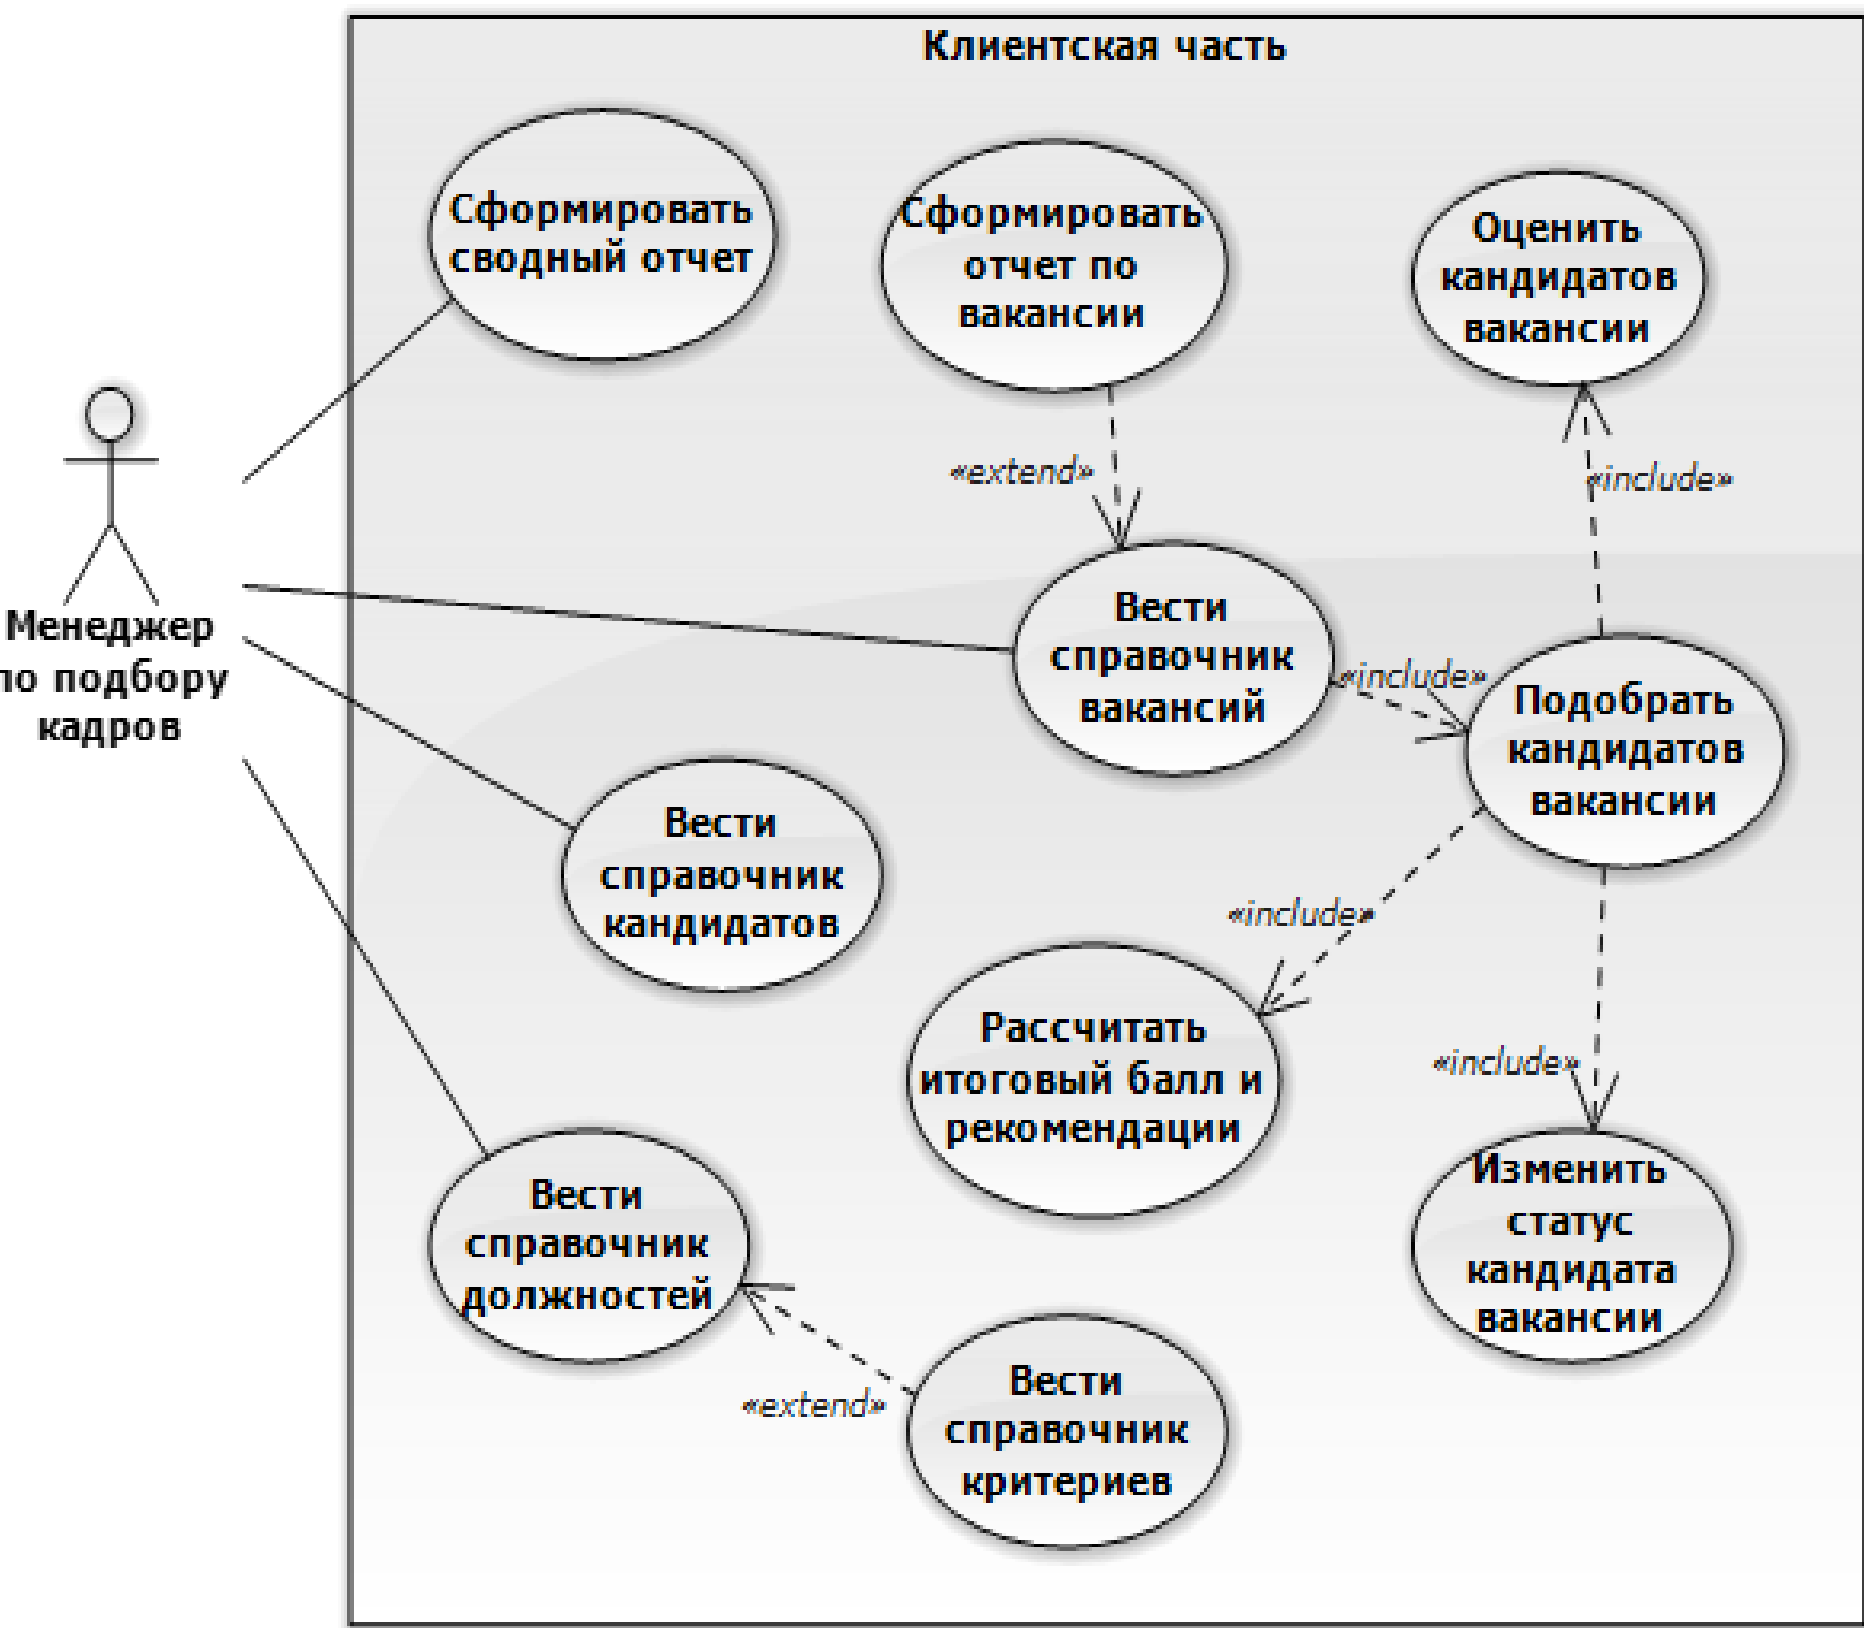 Клиентская часть
Сформировать
сводный отчет
Сформировать
отчет по
вакансии
Оценить
кандидатов
вакансии
«extend»
«include»
Менеджер
по подбору
кадров
Вести
справочник
вакансий
«include»
Подобрать
кандидатов
вакансии
Вести
справочник
кандидатов
«include»
Рассчитать
итоговый балл и
рекомендации
«include»
Вести
справочник
должностей
Изменить
статус
кандидата
вакансии
«extend»
Вести
справочник
критериев